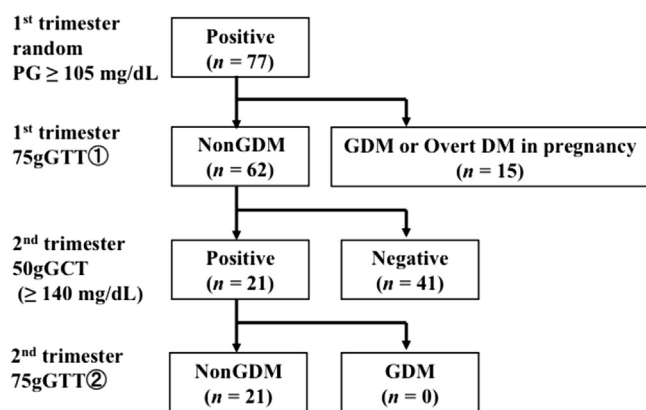 1st trimester
random
PG ≥ 105 mg/dL
Positive
(n = 77)
1st trimester
75gGTT①
NonGDM
(n = 62)
GDM or Overt DM in pregnancy
(n = 15)
2nd trimester
50gGCT
(≥ 140 mg/dL)
Positive
(n = 21)
Negative
(n = 41)
2nd trimester
75gGTT②
NonGDM
(n = 21)
GDM
(n = 0)